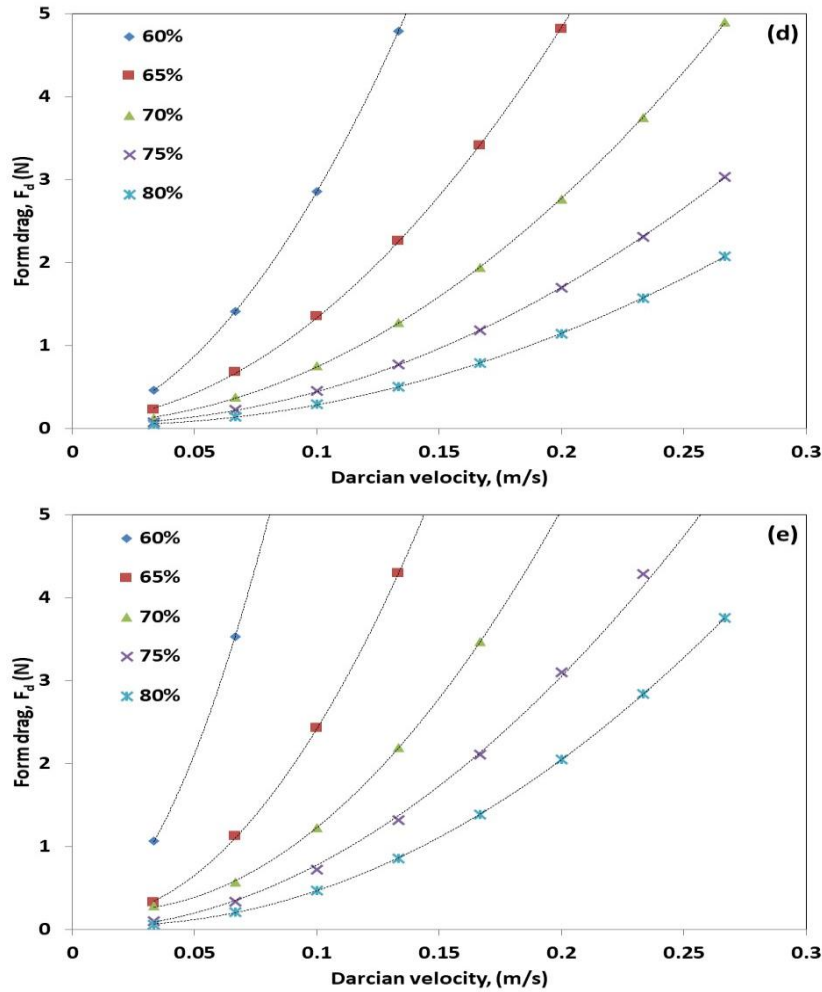 5
4
3
2
1
0
Form drag, F_d (N)
60%
65%
70%
75%
80%
(d)
0 0.05 0.1 0.15 0.2 0.25 0.3
Darcian velocity, (m/s)
5
4
3
2
1
0
Form drag, F_d (N)
60%
65%
70%
75%
80%
(e)
0 0.05 0.1 0.15 0.2 0.25 0.3
Darcian velocity, (m/s)